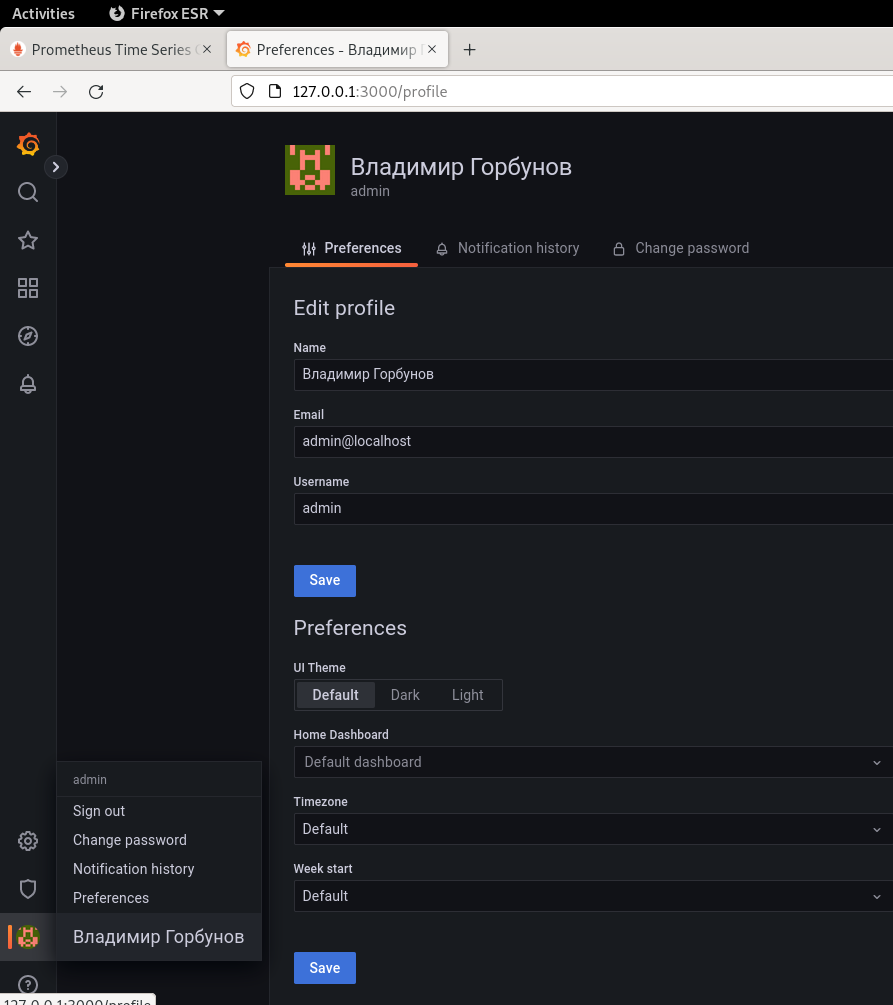 Activities Firefox ESR
Prometheus Time Series
Preferences - Владимир
127.0.0.1:3000/profile
Владимир Горбунов
admin
Preferences Notification history Change password
Edit profile
Name
Владимир Горбунов
Email
admin@localhost
Username
admin
Save
Preferences
UI Theme
Default Dark Light
Home Dashboard
Default dashboard
Timezone
Default
Week start
Default
Save
admin
Sign out
Change password
Notification history
Preferences
Владимир Горбунов
127.0.0.1:3000/profile